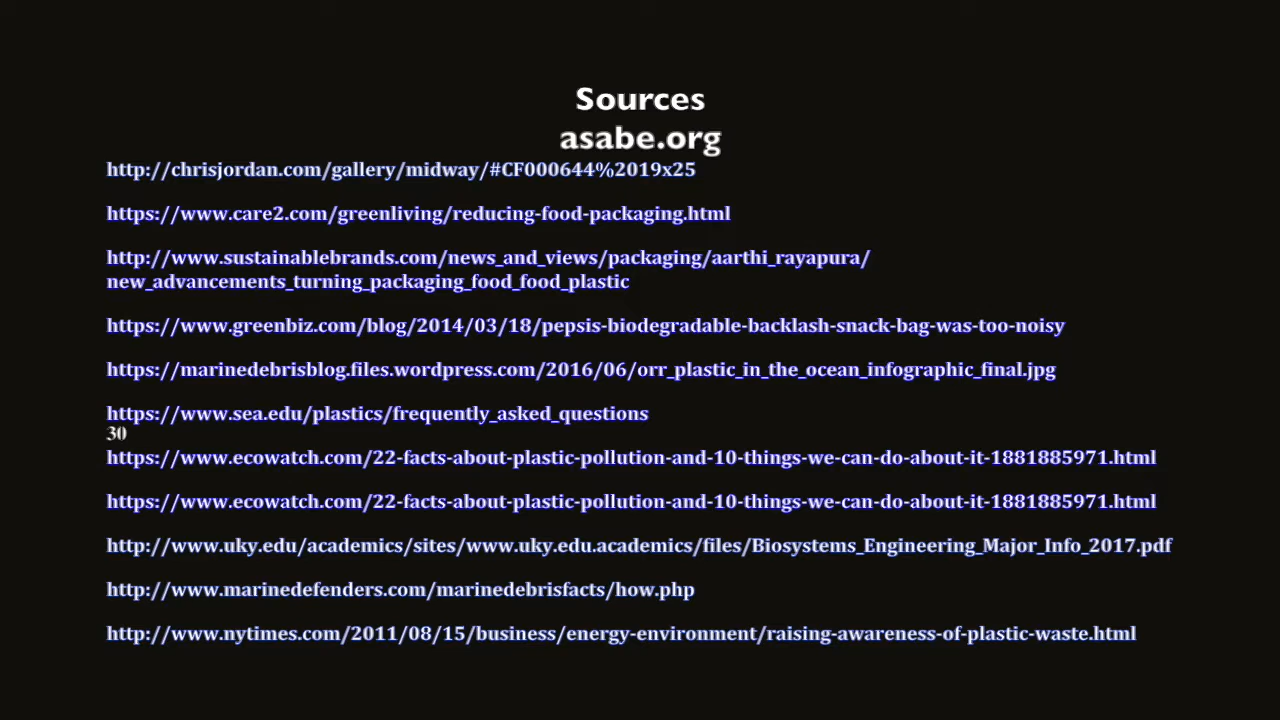 Sources
asabe.org
http://chrisjordan.com/gallery/midway/#CF000644%2019x25
https://www.care2.com/greenliving/reducing-food-packaging.html
http://www.sustainablebrands.com/news_and_views/packaging/aarthi_rayapura/
new_advancements_turning_packaging_food_food_plastic
https://www.greenbiz.com/blog/2014/03/18/pepsis-biodegradable-backlash-snack-bag-was-too-noisy
https://marinedebrisblog.files.wordpress.com/2016/06/orr_plastic_in_the_ocean_infographic_final.jpg
https://www.sea.edu/plastics/frequently_asked_questions
30
https://www.ecowatch.com/22-facts-about-plastic-pollution-and-10-things-we-can-do-about-it-1881885971.html
https://www.ecowatch.com/22-facts-about-plastic-pollution-and-10-things-we-can-do-about-it-1881885971.html
http://www.uky.edu/academics/sites/www.uky.edu.academics/files/Biosystems_Engineering_Major_Info_2017.pdf
http://www.marinedefenders.com/marinedebrisfacts/how.php
http://www.nytimes.com/2011/08/15/business/energy-environment/raising-awareness-of-plastic-waste.html